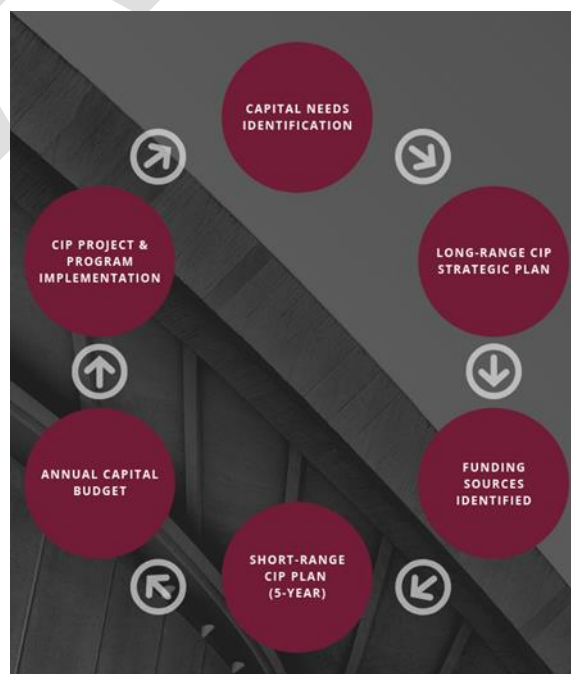 CAPITAL NEEDS
IDENTIFICATION
LONG-RANGE CIP
STRATEGIC PLAN
FUNDING
SOURCES
IDENTIFIED
SHORT-RANGE
CIP PLAN
(5-YEAR)
ANNUAL CAPITAL
BUDGET
CIP PROJECT &
PROGRAM
IMPLEMENTATION